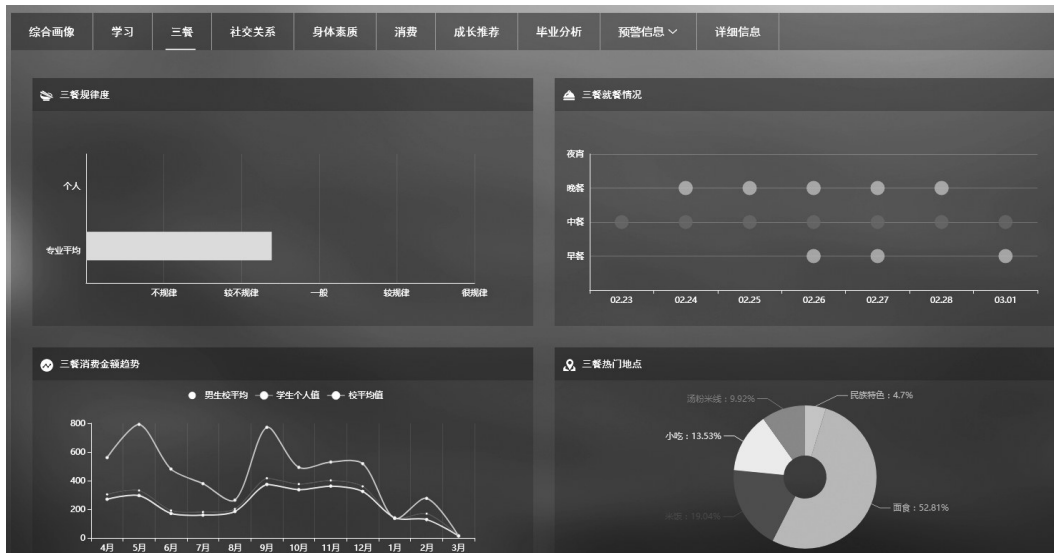 综合画像 学习 三餐 社交关系 身体素质 消费 成长推荐 毕业分析 预警信息 详细信息
三餐规律度
个人
专业平均
不规律 较不规律 一般 较规律 很规律
三餐就餐情况
夜宵
晚餐
中餐
早餐
02.23 02.24 02.25 02.26 02.27 02.28 03.01
三餐消费金额趋势
男生校平均 学生个人值 校平均值
800
600
400
200
0
4月 5月 6月 7月 8月 9月 10月 11月 12月 1月 2月 3月
三餐热门地点
汤粉米线：9.92%
民族特色：4.7%
小吃：13.53%
面食：52.81%
19.04%